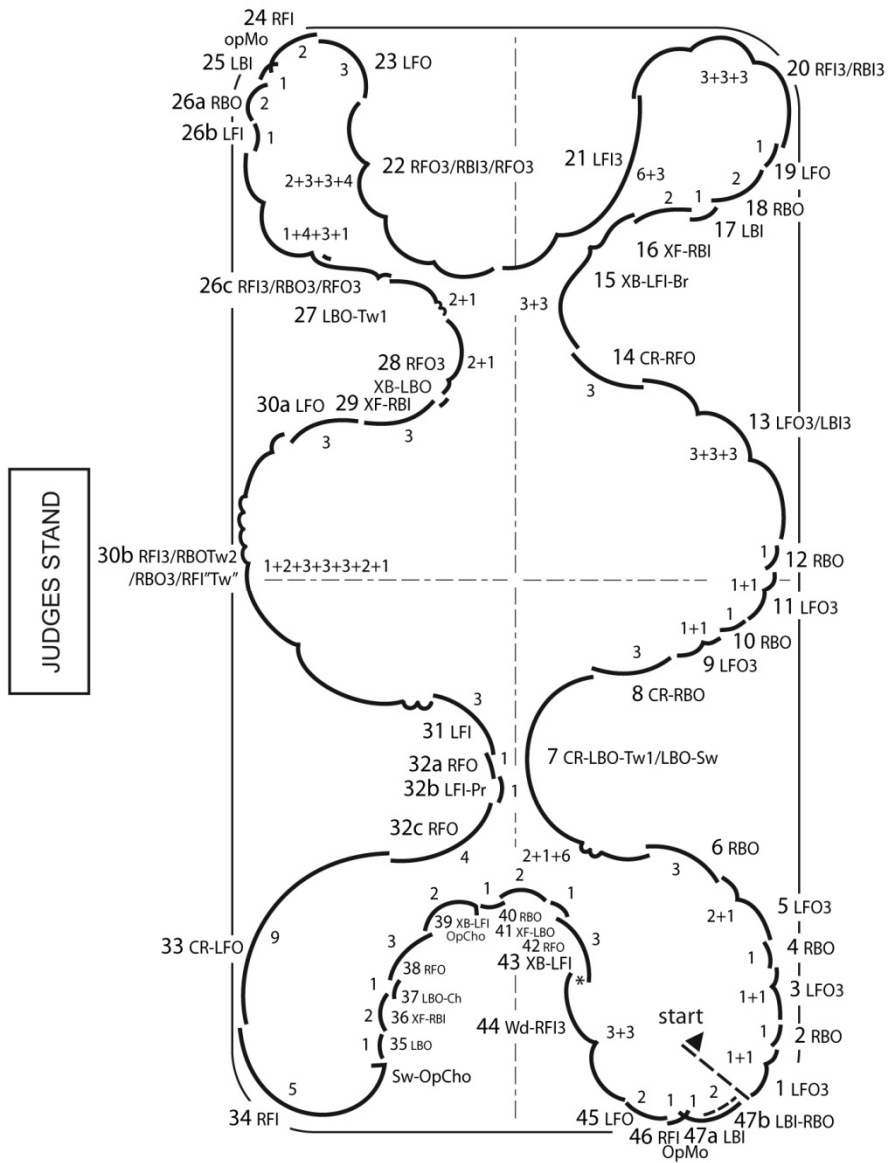 24 RFI
opMo
25 LBI
2
1
3
23 LFO
26a RBO
2
26b LFI
1
3+3+3
20 RFI3/RBI3
22 RFO3/RBI3/RFO3
2+3+3+4
21 LFI3
6+3
1
19 LFO
2
18 RBO
1
17 LBI
2
16 XF-RBI
1+4+3+1
15 XB-LFI-Br
26c RFI3/RBO3/RFO3
2+1
3+3
27 LBO-Tw1
28 RFO3
2+1
XB-LBO
14 CR-RFO
3
30a LFO
29 XF-RBI
3
3
13 LFO3/LBI3
3+3+3
JUDGES STAND
30b RFI3/RBOTw2
/RBO3/RFI"Tw"
1+2+3+3+3+2+1
1
12 RBO
1+1
11 LFO3
1
10 RBO
1+1
9 LFO3
3
8 CR-RBO
3
31 LFI
7 CR-LBO-Tw1/LBO-Sw
1
32a RFO
32b LFI-Pr
1
32c RFO
4
2+1+6
6 RBO
3
5 LFO3
2+1
2
1
2
1
39 XB-LFI
OpCho
40 RBO
41 XF-LBO
42 RFO
43 XB-LFI
3
33 CR-LFO
9
3
38 RFO
1
37 LBO-Ch
2
36 XF-RBI
1
35 LBO
Sw-OpCho
*
4 RBO
1
3 LFO3
1+1
44 Wd-RFI3
3+3
start
1
2 RBO
1+1
1 LFO3
5
34 RFI
2
1
1
2
45 LFO
46 RFI
OpMo
47a LBI
47b LBI-RBO